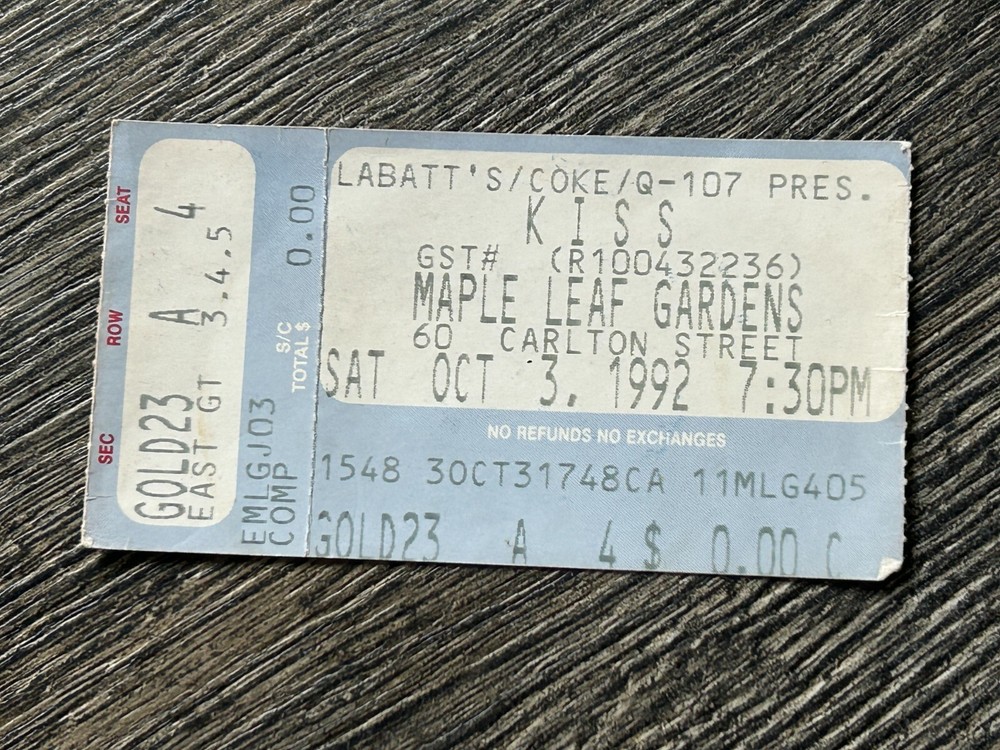 SEC ROW SEAT
GOLD23 A 4
EAST GT 3.4.5
S/C
TOTAL $
EMLGJ03
COMP 0.00
LABATT'S/COKE/Q-107 PRES.
K I S S
GST# (R100432236)
MAPLE LEAF GARDENS
60 CARLTON STREET
SAT OCT 3. 1992 7:30PM
NO REFUNDS NO EXCHANGES
1548 30CT31748CA 11MLG405
GOLD23 A 4 $ 0.00 C